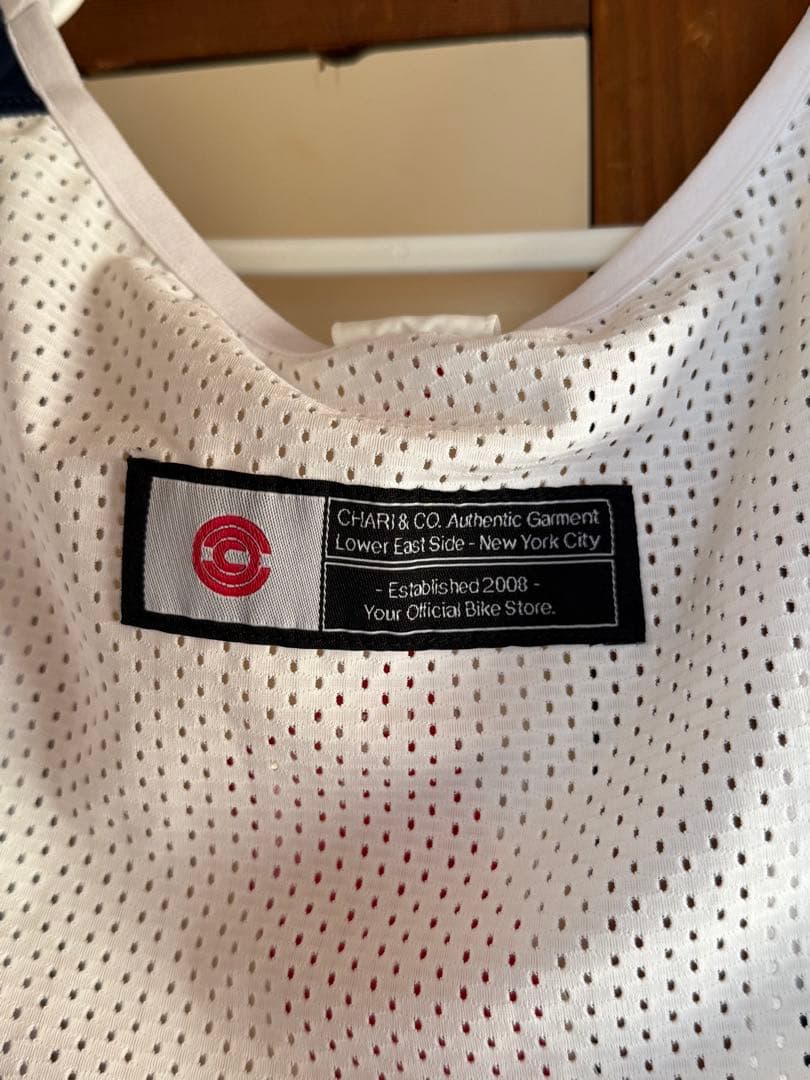 CHARI & CO. Authentic Garment
Lower East Side - New York City
- Established 2008 -
Your Official Bike Store.